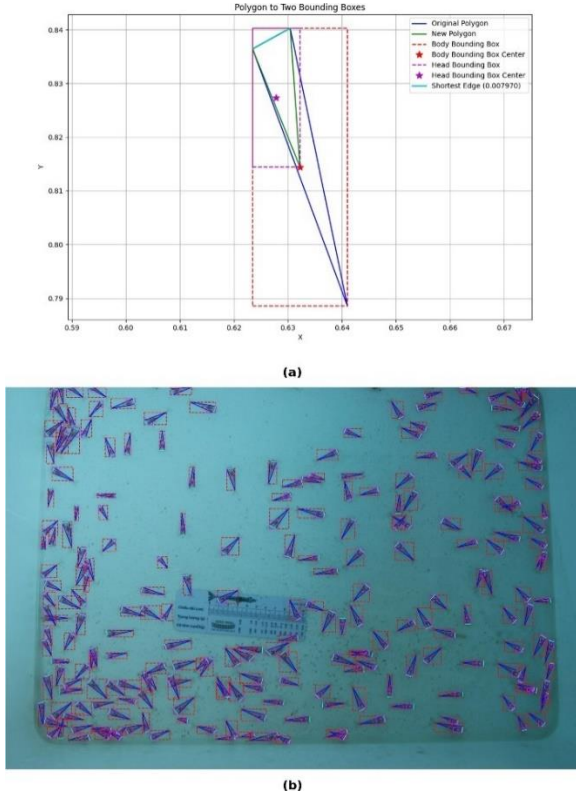 Polygon to Two Bounding Boxes
Original Polygon
New Polygon
Body Bounding Box
Body Bounding Box Center
Head Bounding Box
Head Bounding Box Center
Shortest Edge (0.007970)
0.84
0.83
0.82
0.81
0.80
0.79
Y
0.59
0.60
0.61
0.62
0.63
0.64
0.65
0.66
0.67
X
(a)
(b)